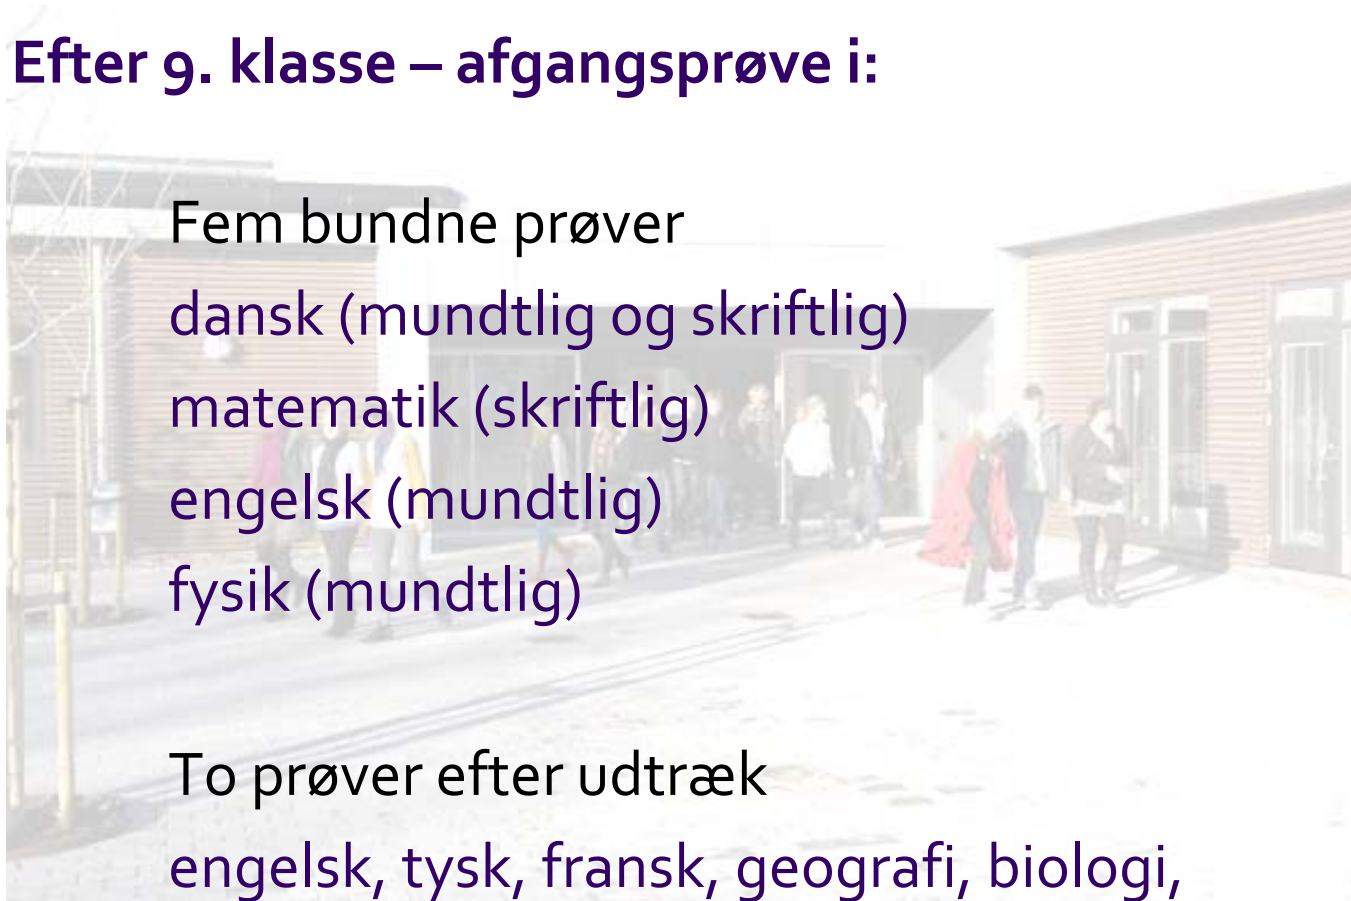 Efter 9. klasse – afgangsprøve i:
Fem bundne prøver
dansk (mundtlig og skriftlig)
matematik (skriftlig)
engelsk (mundtlig)
fysik (mundtlig)
To prøver efter udtræk
engelsk, tysk, fransk, geografi, biologi,